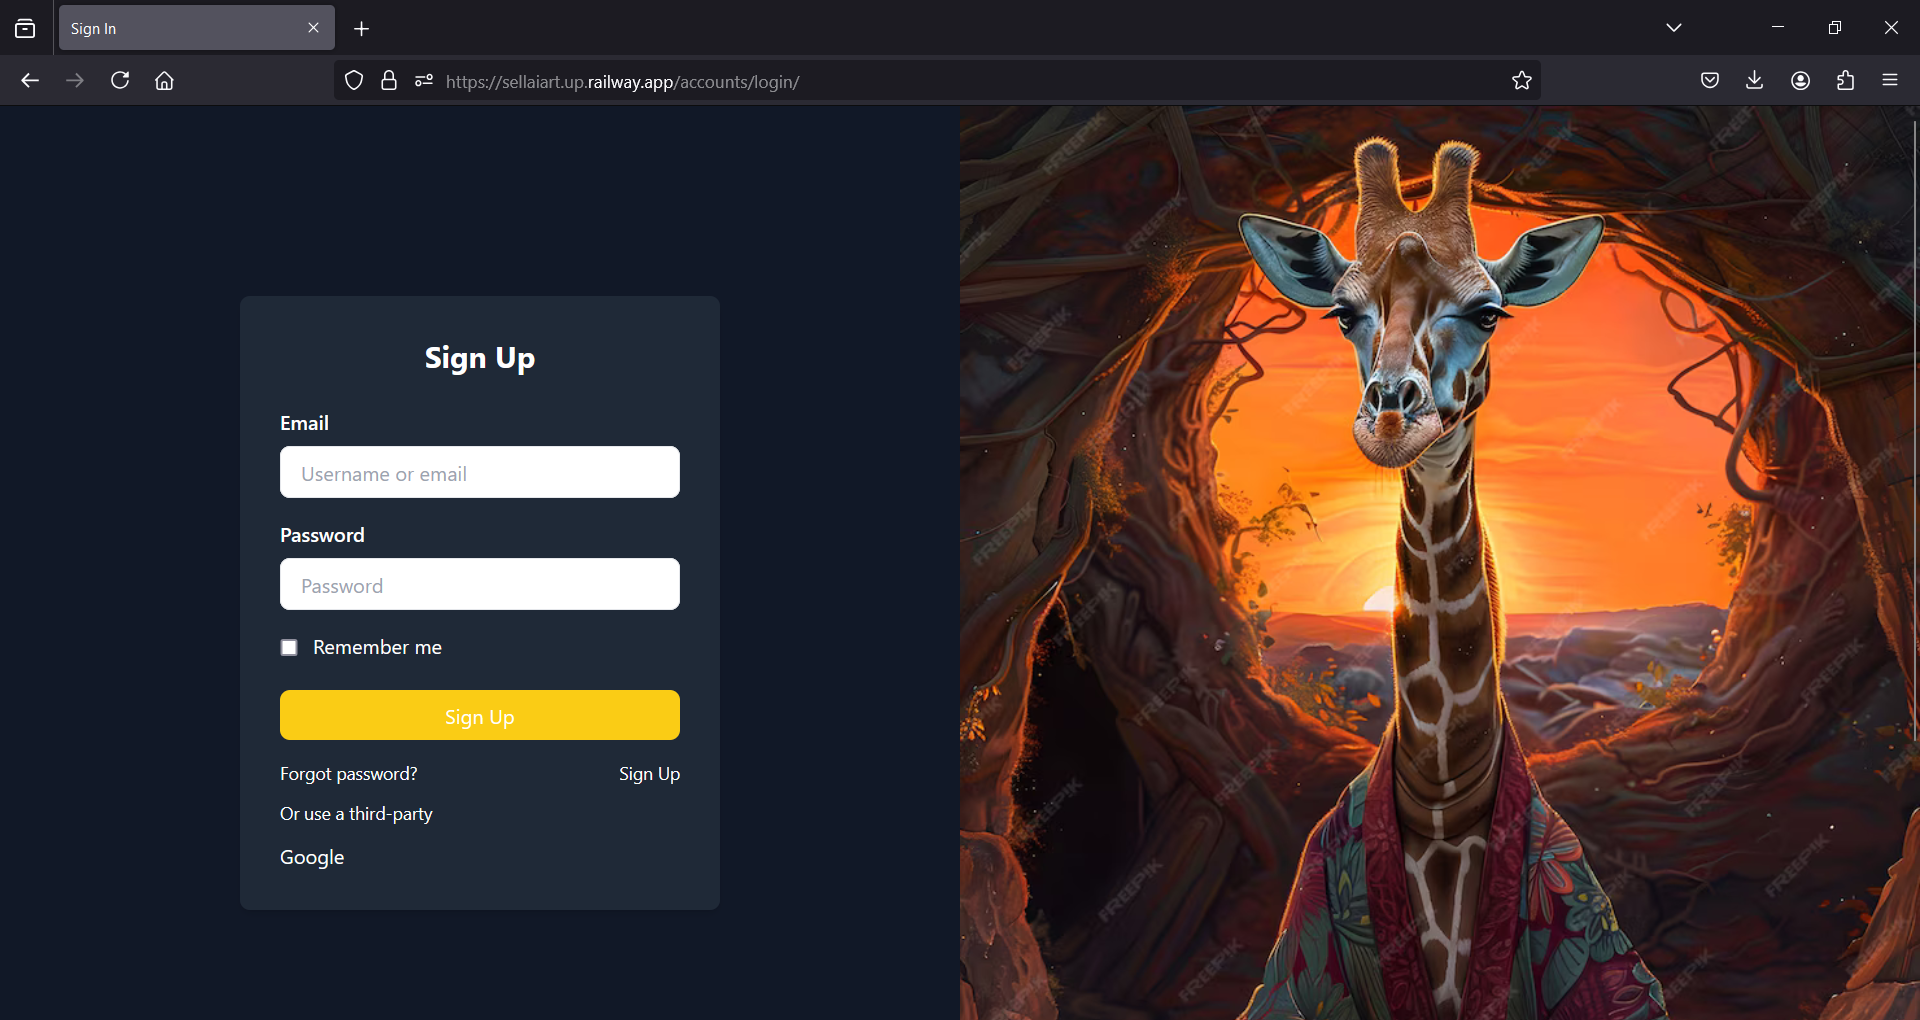 Sign In
https://sellaiart.up.railway.app/accounts/login/
Sign Up
Email
Username or email
Password
Password
Remember me
Sign Up
Forgot password?
Sign Up
Or use a third-party
Google
FREEPIK